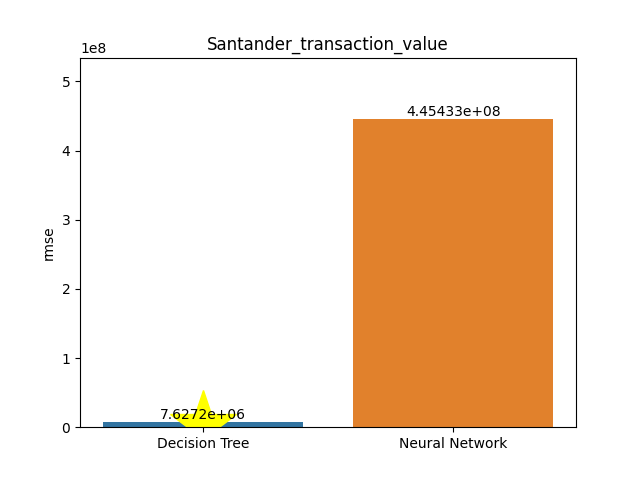 Santander_transaction_value
1e8
5
4
3
2
1
0
rmse
4.45433e+08
7.6272e+06
Decision Tree
Neural Network